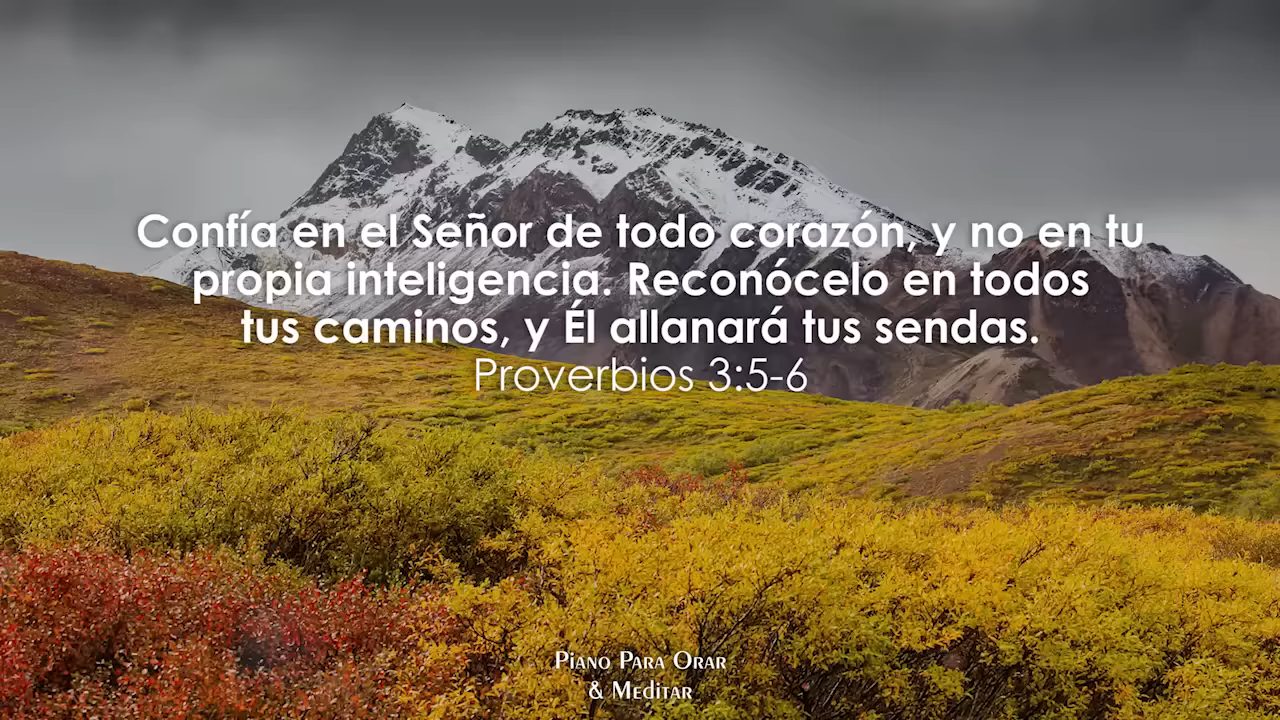 Confía en el Señor de todo corazón, y no en tu
propia inteligencia. Reconócelo en todos
tus caminos, y Él allanará tus sendas.
Proverbios 3:5-6
Piano Para Orar
& Meditar